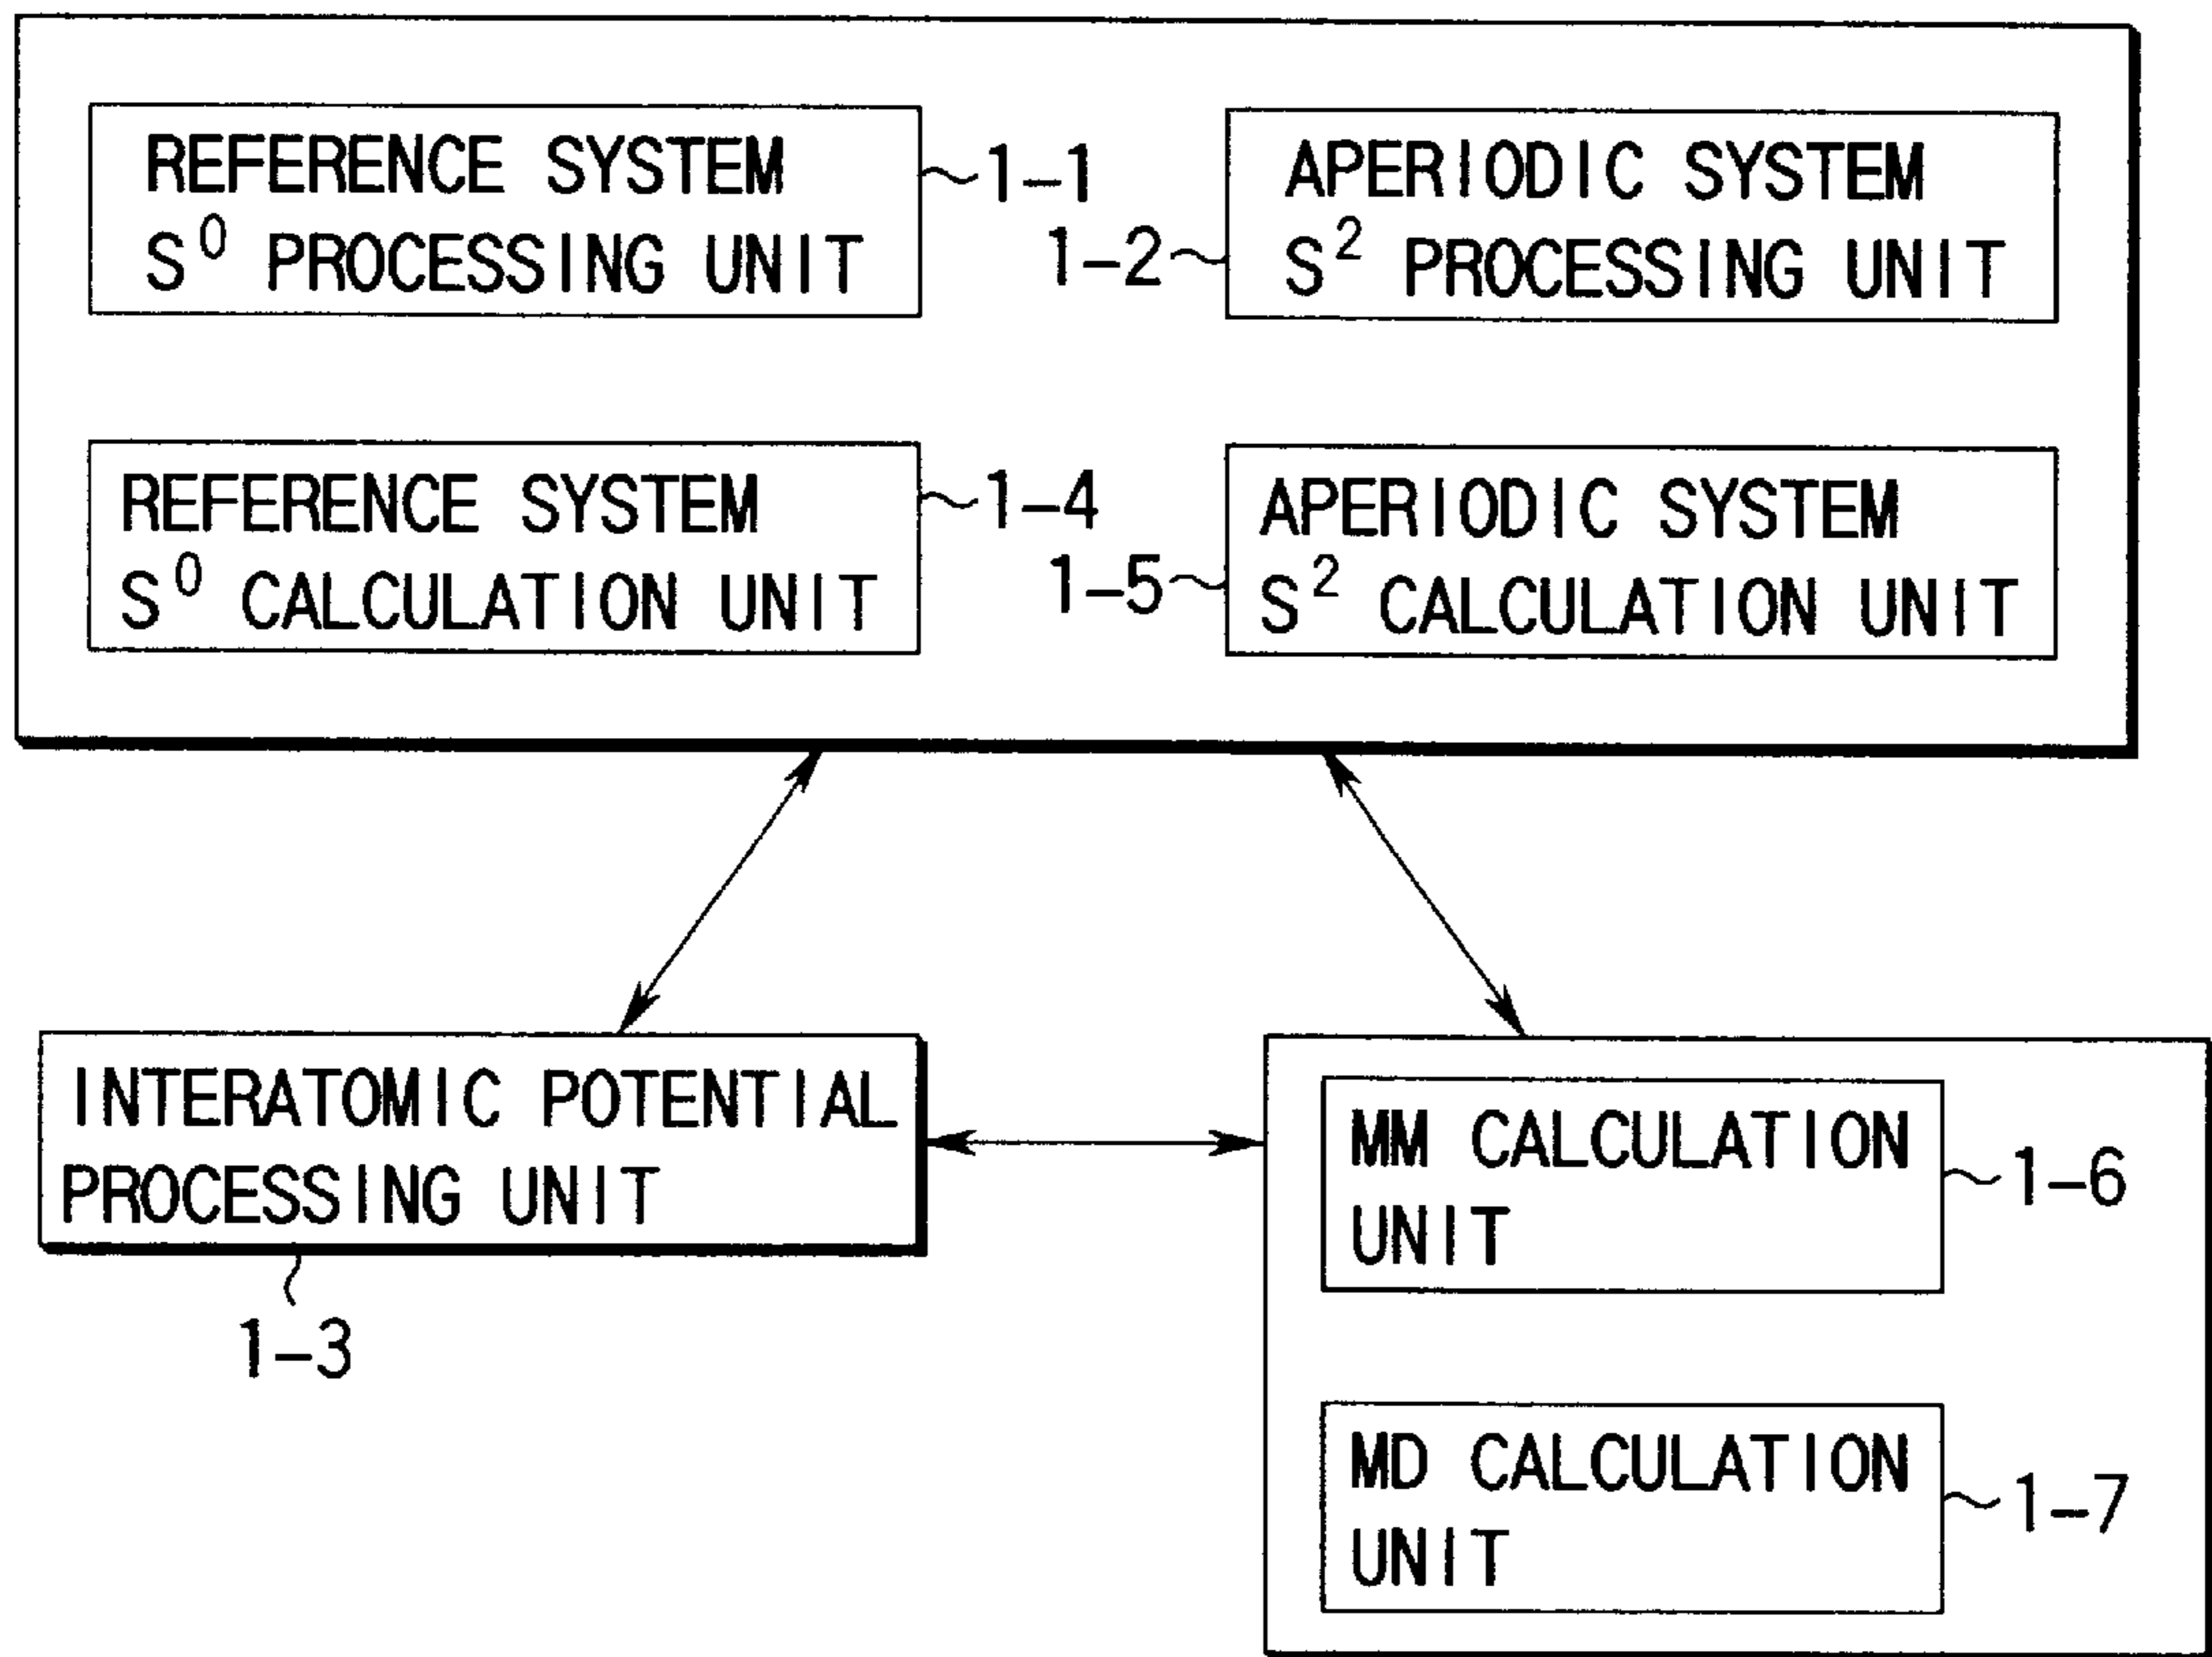 REFERENCE SYSTEM
S⁰ PROCESSING UNIT
1-1
APERIODIC SYSTEM
S² PROCESSING UNIT
1-2
REFERENCE SYSTEM
S⁰ CALCULATION UNIT
1-4
APERIODIC SYSTEM
S² CALCULATION UNIT
1-5
INTERATOMIC POTENTIAL
PROCESSING UNIT
1-3
MM CALCULATION
UNIT
1-6
MD CALCULATION
UNIT
1-7